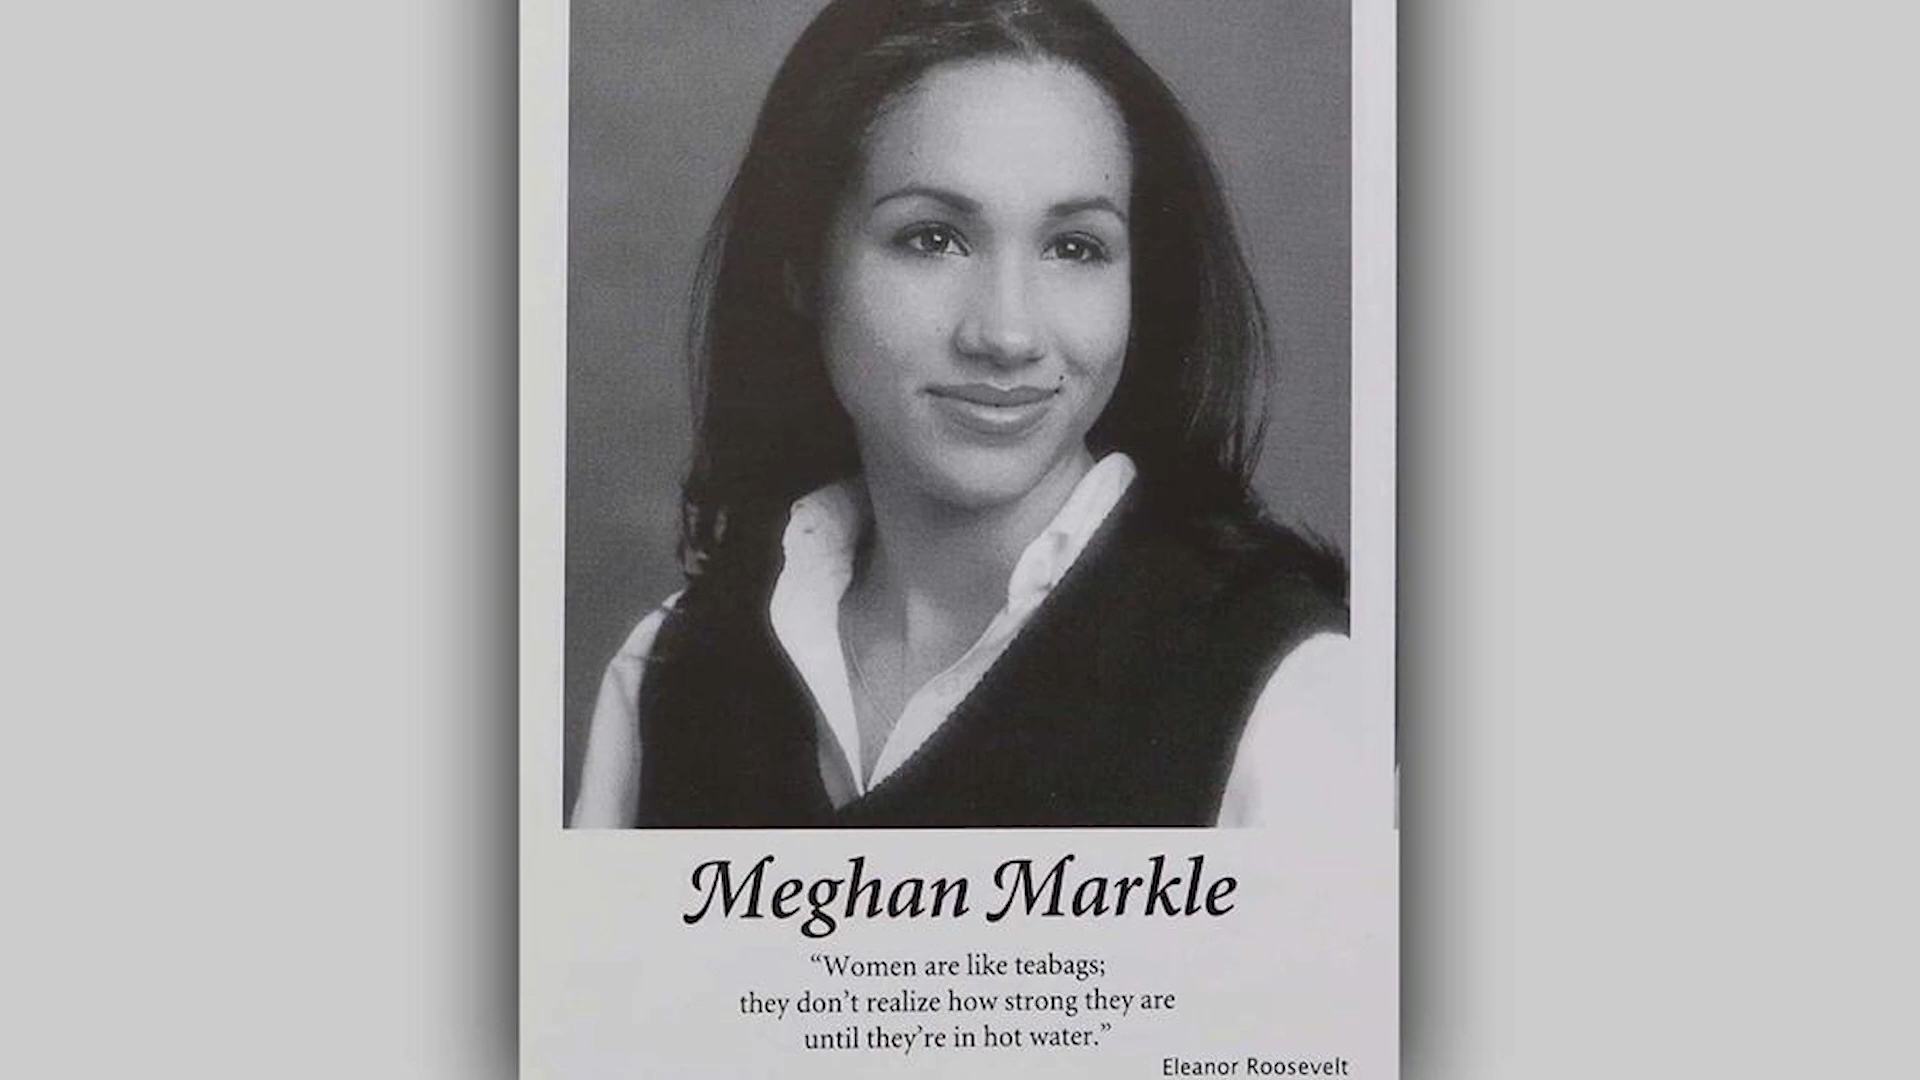 Meghan Markle
“Women are like teabags;
they don’t realize how strong they are
until they’re in hot water.”
Eleanor Roosevelt